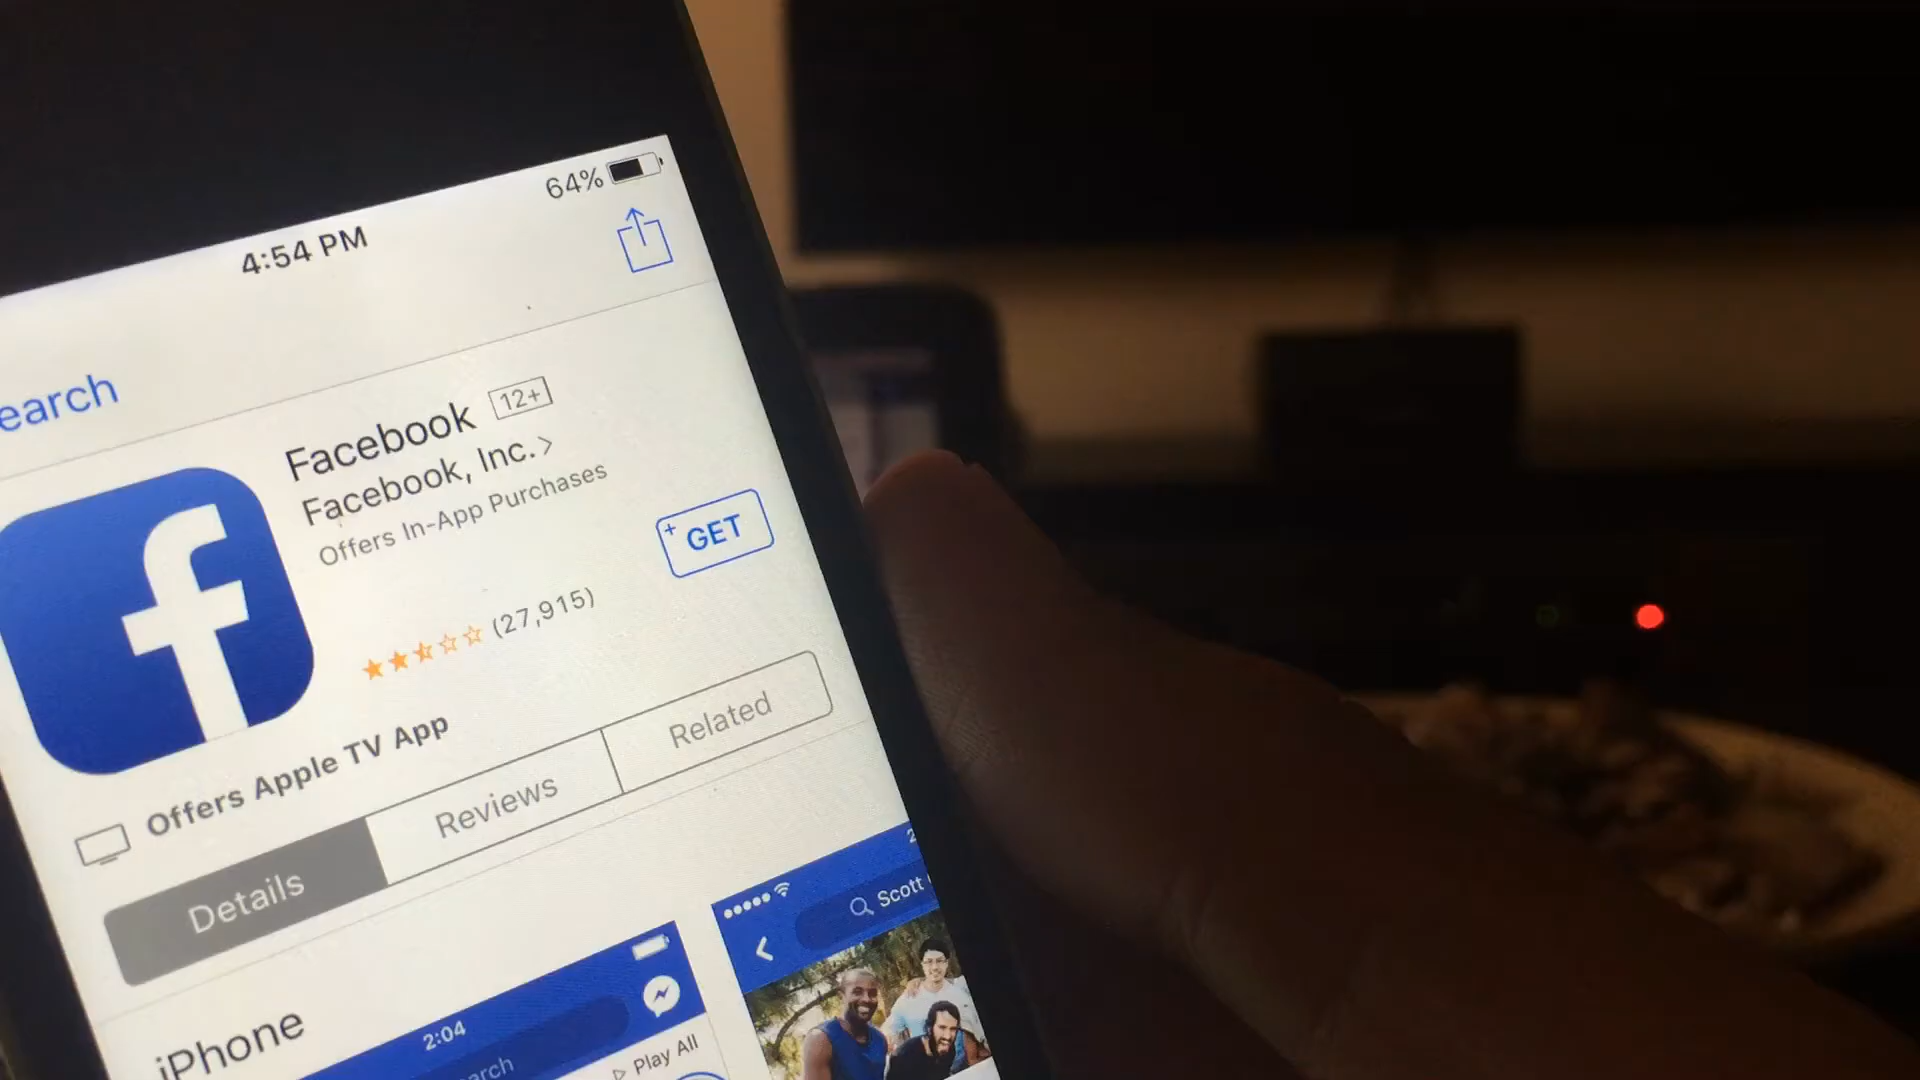 64%
4:54 PM
earch
Facebook 12+
Facebook, Inc. >
Offers In-App Purchases
+ GET
(27,915)
Offers Apple TV App
Details
Reviews
Related
iPhone
2:04
arch
Play All
Scott